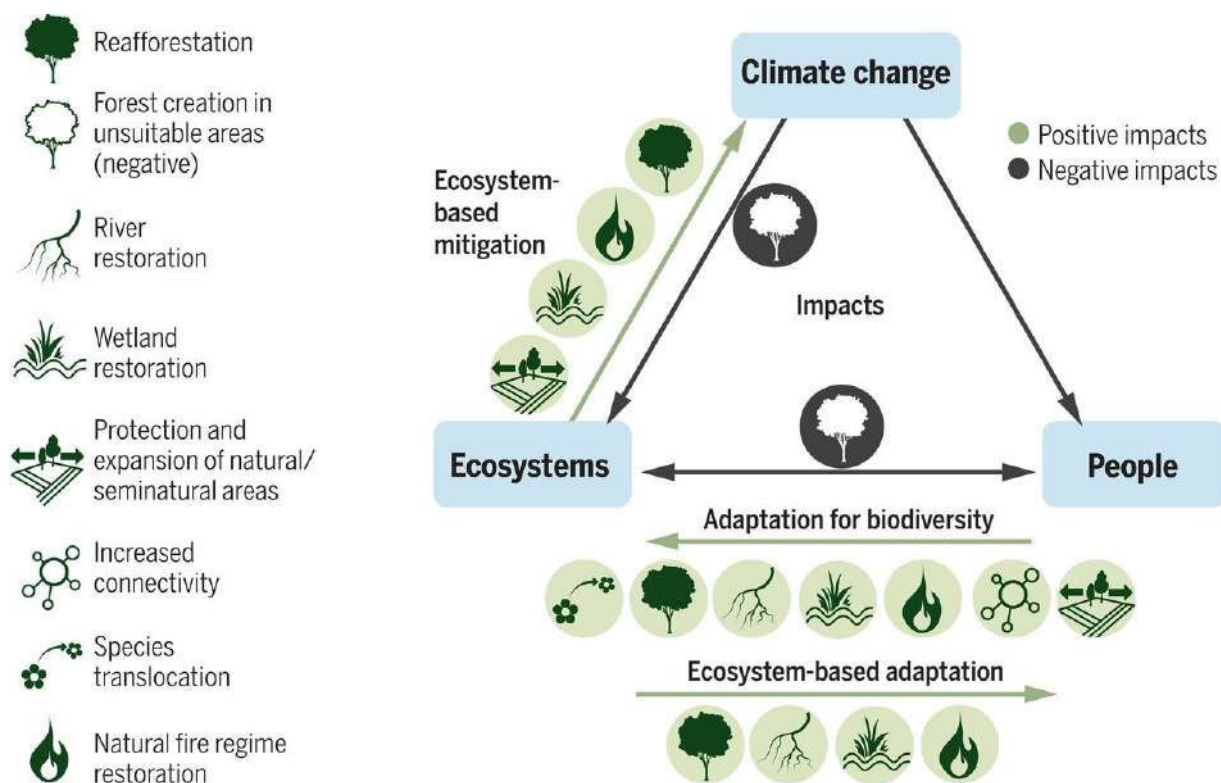 Reafforestation
Forest creation in
unsuitable areas
(negative)
River
restoration
Wetland
restoration
Protection and
expansion of natural/
seminatural areas
Increased
connectivity
Species
translocation
Natural fire regime
restoration
Climate change
Positive impacts
Negative impacts
Ecosystem-
based
mitigation
Impacts
Ecosystems
People
Adaptation for biodiversity
Ecosystem-based adaptation